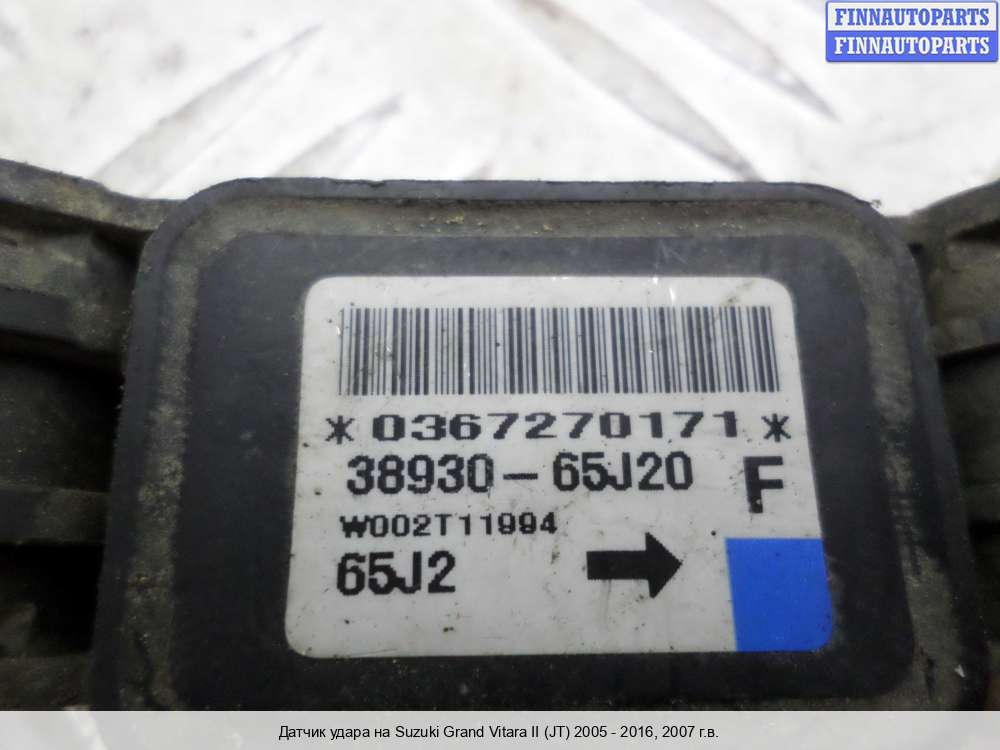 FINNAUTOPARTS
FINNAUTOPARTS
*0367270171*
38930-65J20 F
W002T11994
65J2
Датчик удара на Suzuki Grand Vitara II (JT) 2005 - 2016, 2007 г.в.